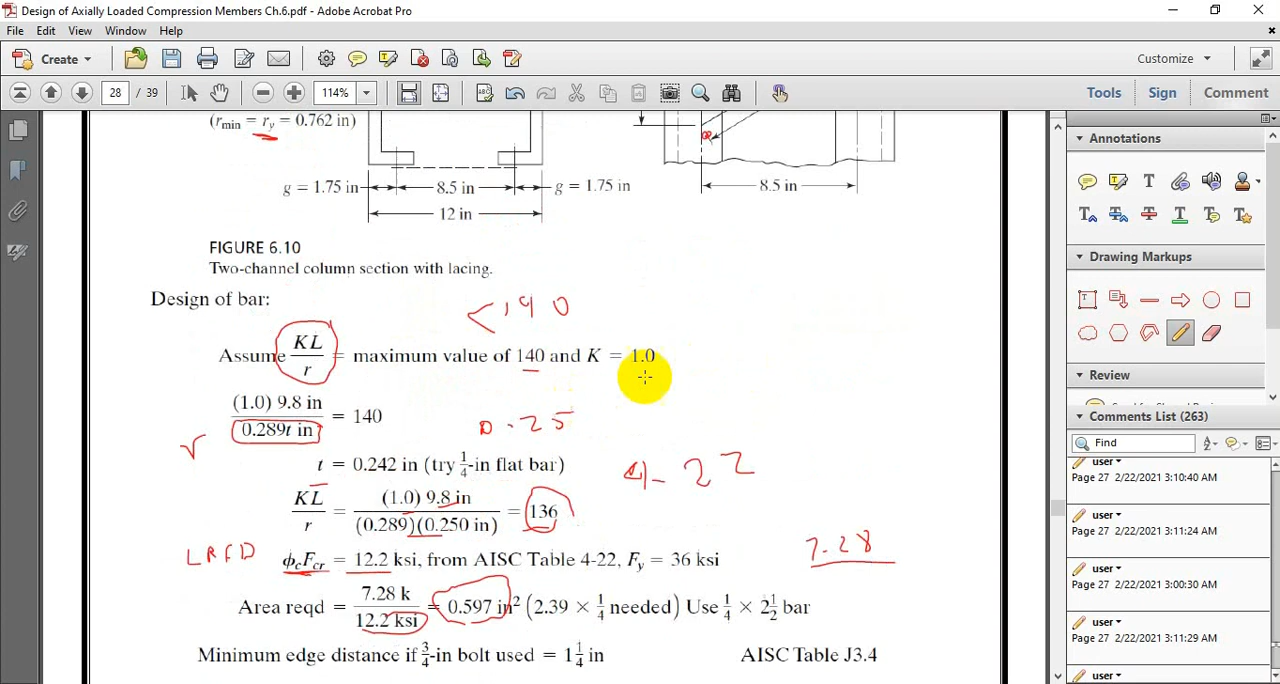 Design of Axially Loaded Compression Members Ch.6.pdf - Adobe Acrobat Pro
File Edit View Document Window Help
Create
Customize
28 / 39
114%
Tools Sign Comment
(rmin = ry = 0.762 in)
g = 1.75 in
8.5 in
g = 1.75 in
12 in
8.5 in
FIGURE 6.10
Two-channel column section with lacing.
Design of bar:
<140
Assume KL/r = maximum value of 140 and K = 1.0
(1.0) 9.8 in / 0.289t in = 140
0.25
t = 0.242 in (try 1/4-in flat bar)
4-22
KL/r = (1.0) 9.8 in / (0.289)(0.250 in) = 136
LRFD
ϕcFcr = 12.2 ksi, from AISC Table 4-22, Fy = 36 ksi
7.28
Area reqd = 7.28 k / 12.2 ksi = 0.597 in² (2.39 × 1/4 needed) Use 1/4 × 2 1/2 bar
Minimum edge distance if 3/4-in bolt used = 1 1/4 in AISC Table J3.4
Annotations
Drawing Markups
Review
Comments List (263)
Find
user
Page 27 2/22/2021 3:10:40 AM
user
Page 27 2/22/2021 3:11:24 AM
user
Page 27 2/22/2021 3:00:30 AM
user
Page 27 2/22/2021 3:11:29 AM
user